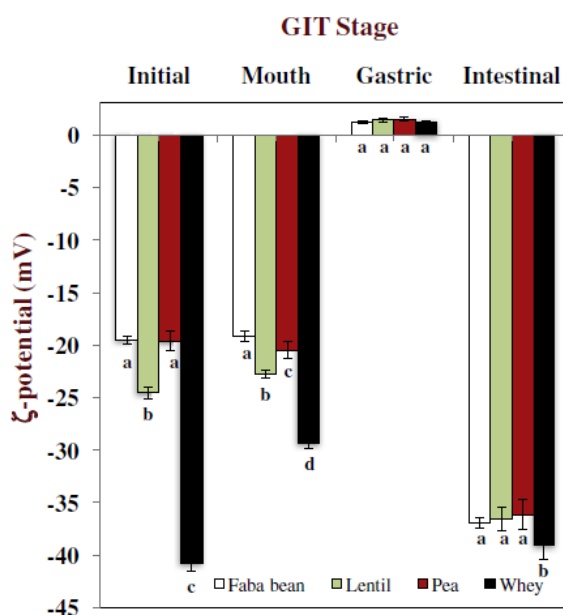 GIT Stage
Initial Mouth Gastric Intestinal
ζ-potential (mV)
0
-5
-10
-15
-20
-25
-30
-35
-40
-45
a b a c
a b c d
a a a a
a a a b
Faba bean Lentil Pea Whey